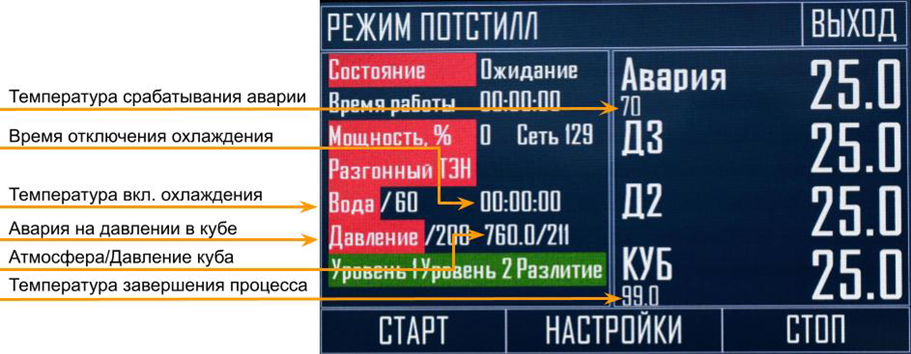 РЕЖИМ ПОТСТИЛЛ
ВЫХОД
Состояние Ожидание
Время работы 00:00:00
Мощность, % 0 Сеть 129
Разгонный ТЭН
Вода /60 00:00:00
Давление /208 760.0/211
Уровень 1 Уровень 2 Разлитие
Авария 25.0
70
Д3 25.0
Д2 25.0
КУБ 25.0
99.0
СТАРТ
НАСТРОЙКИ
СТОП
Температура срабатывания аварии
Время отключения охлаждения
Температура вкл. охлаждения
Авария на давлении в кубе
Атмосфера/Давление куба
Температура завершения процесса